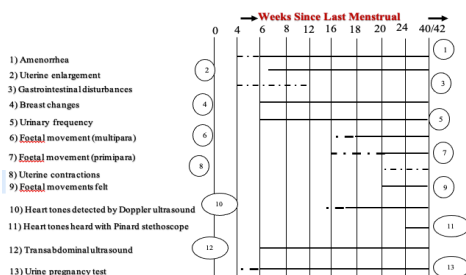 Weeks Since Last Menstrual
0 4 6 8 12 16 18 20 24 40/42
1) Amenorrhea
2) Uterine enlargement
3) Gastrointestinal disturbances
4) Breast changes
5) Urinary frequency
6) Foetal movement (multipara)
7) Foetal movement (primipara)
8) Uterine contractions
9) Foetal movements felt
10) Heart tones detected by Doppler ultrasound
11) Heart tones heard with Pinard stethoscope
12) Transabdominal ultrasound
13) Urine pregnancy test
1
2
3
4
5
6
7
8
9
10
11
12
13